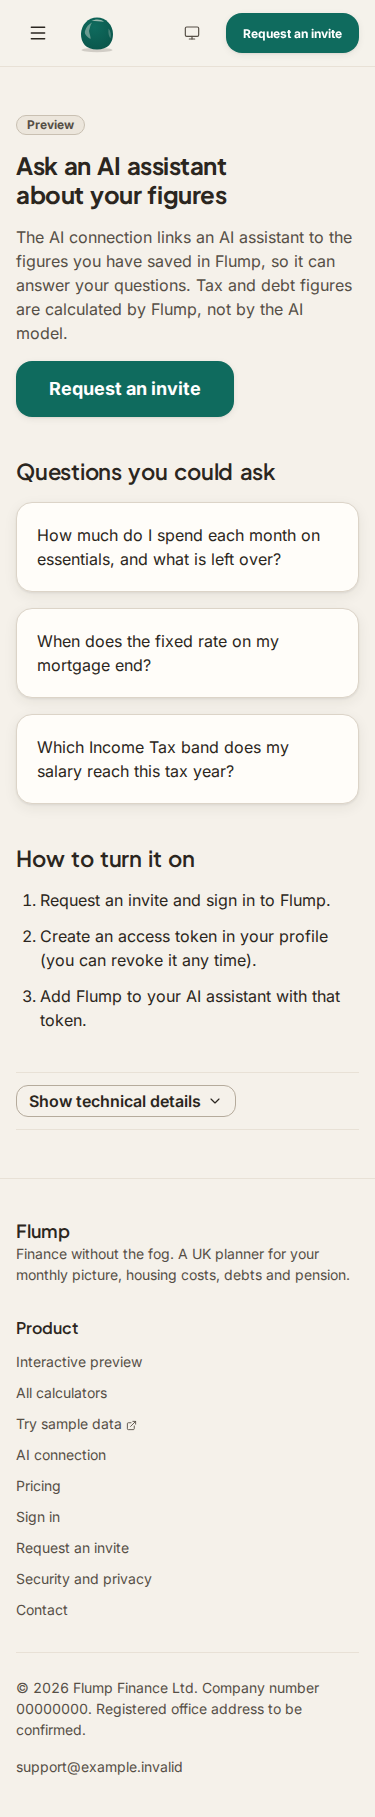 Request an invite
Preview
Ask an AI assistant
about your figures
The AI connection links an AI assistant to the
figures you have saved in Flump, so it can
answer your questions. Tax and debt figures
are calculated by Flump, not by the AI
model.
Request an invite
Questions you could ask
How much do I spend each month on
essentials, and what is left over?
When does the fixed rate on my
mortgage end?
Which Income Tax band does my
salary reach this tax year?
How to turn it on
1. Request an invite and sign in to Flump.
2. Create an access token in your profile
(you can revoke it any time).
3. Add Flump to your AI assistant with that
token.
Show technical details
Flump
Finance without the fog. A UK planner for your
monthly picture, housing costs, debts and pension.
Product
Interactive preview
All calculators
Try sample data
AI connection
Pricing
Sign in
Request an invite
Security and privacy
Contact
© 2026 Flump Finance Ltd. Company number
00000000. Registered office address to be
confirmed.
support@example.invalid